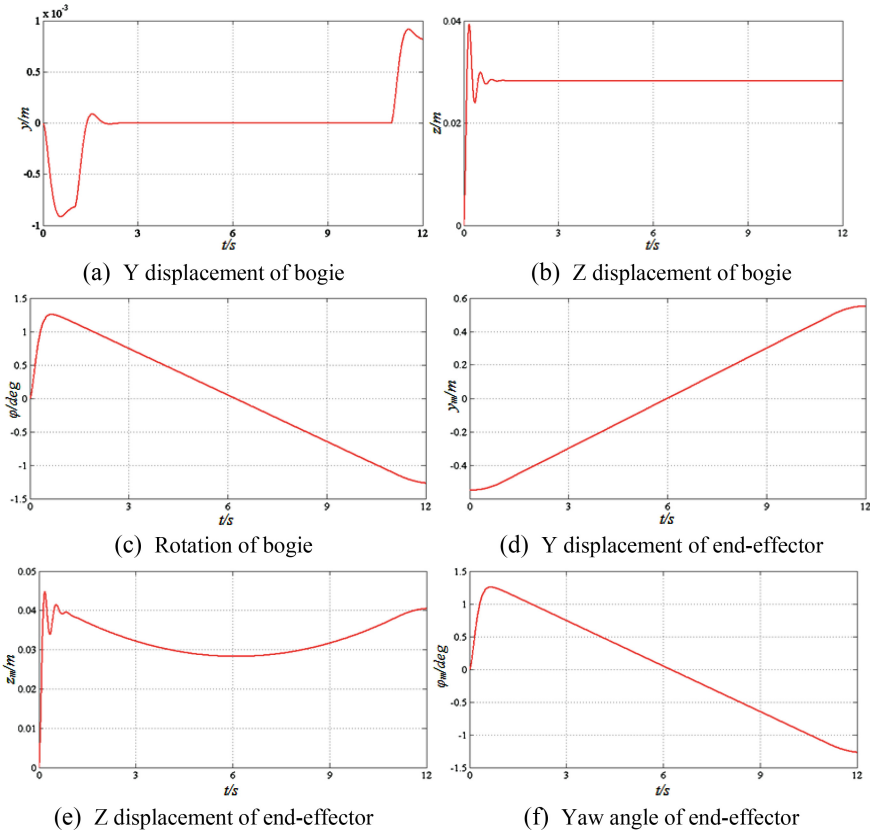 x 10⁻³
1
0.5
0
-0.5
-1
0 3 6 9 12
y/m
t/s
(a) Y displacement of bogie
0.04
0.02
0
0 3 6 9 12
z/m
t/s
(b) Z displacement of bogie
1.5
1
0.5
0
-0.5
-1
-1.5
0 3 6 9 12
φ/deg
t/s
(c) Rotation of bogie
0.6
0.4
0.2
0
-0.2
-0.4
0 3 6 9 12
yₘ/m
t/s
(d) Y displacement of end-effector
0.05
0.04
0.03
0.02
0.01
0
0 3 6 9 12
zₘ/m
t/s
(e) Z displacement of end-effector
1.5
1
0.5
0
-0.5
-1
-1.5
0 3 6 9 12
φₘ/deg
t/s
(f) Yaw angle of end-effector